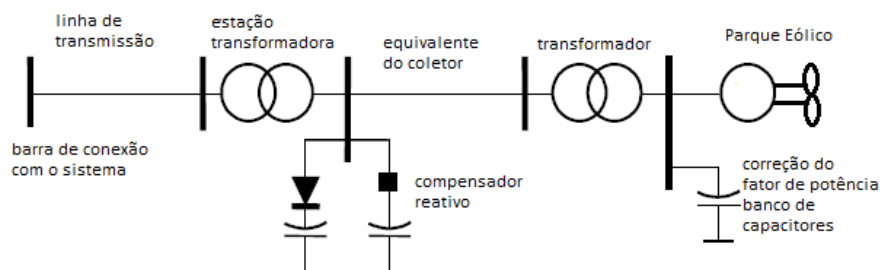 linha de
transmissão
estação
transformadora
equivalente
do coletor
transformador
Parque Eólico
barra de conexão
com o sistema
compensador
reativo
correção do
fator de potência
banco de
capacitores